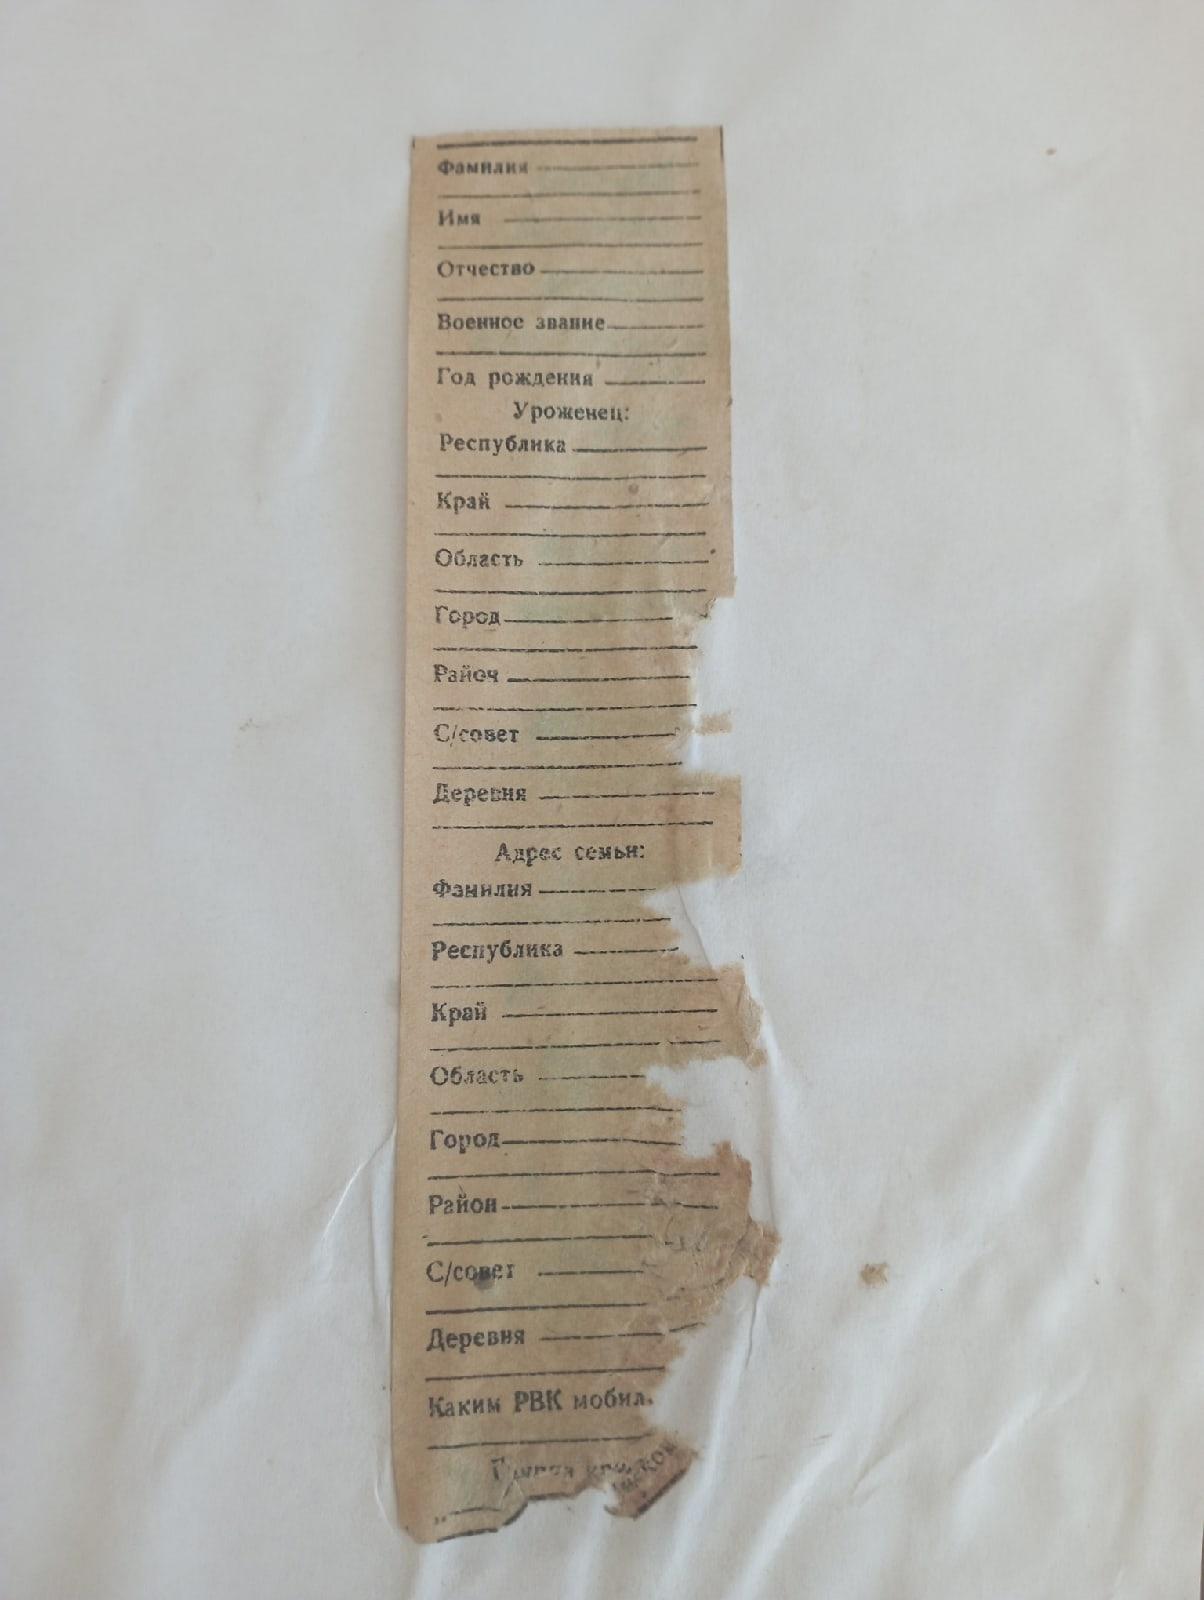 Фамилия
Имя
Отчество
Военное звание
Год рождения
Уроженец:
Республика
Край
Область
Город
Район
С/совет
Деревня
Адрес семьи:
Фамилия
Республика
Край
Область
Город
Район
С/совет
Деревня
Каким РВК мобил.
Группа